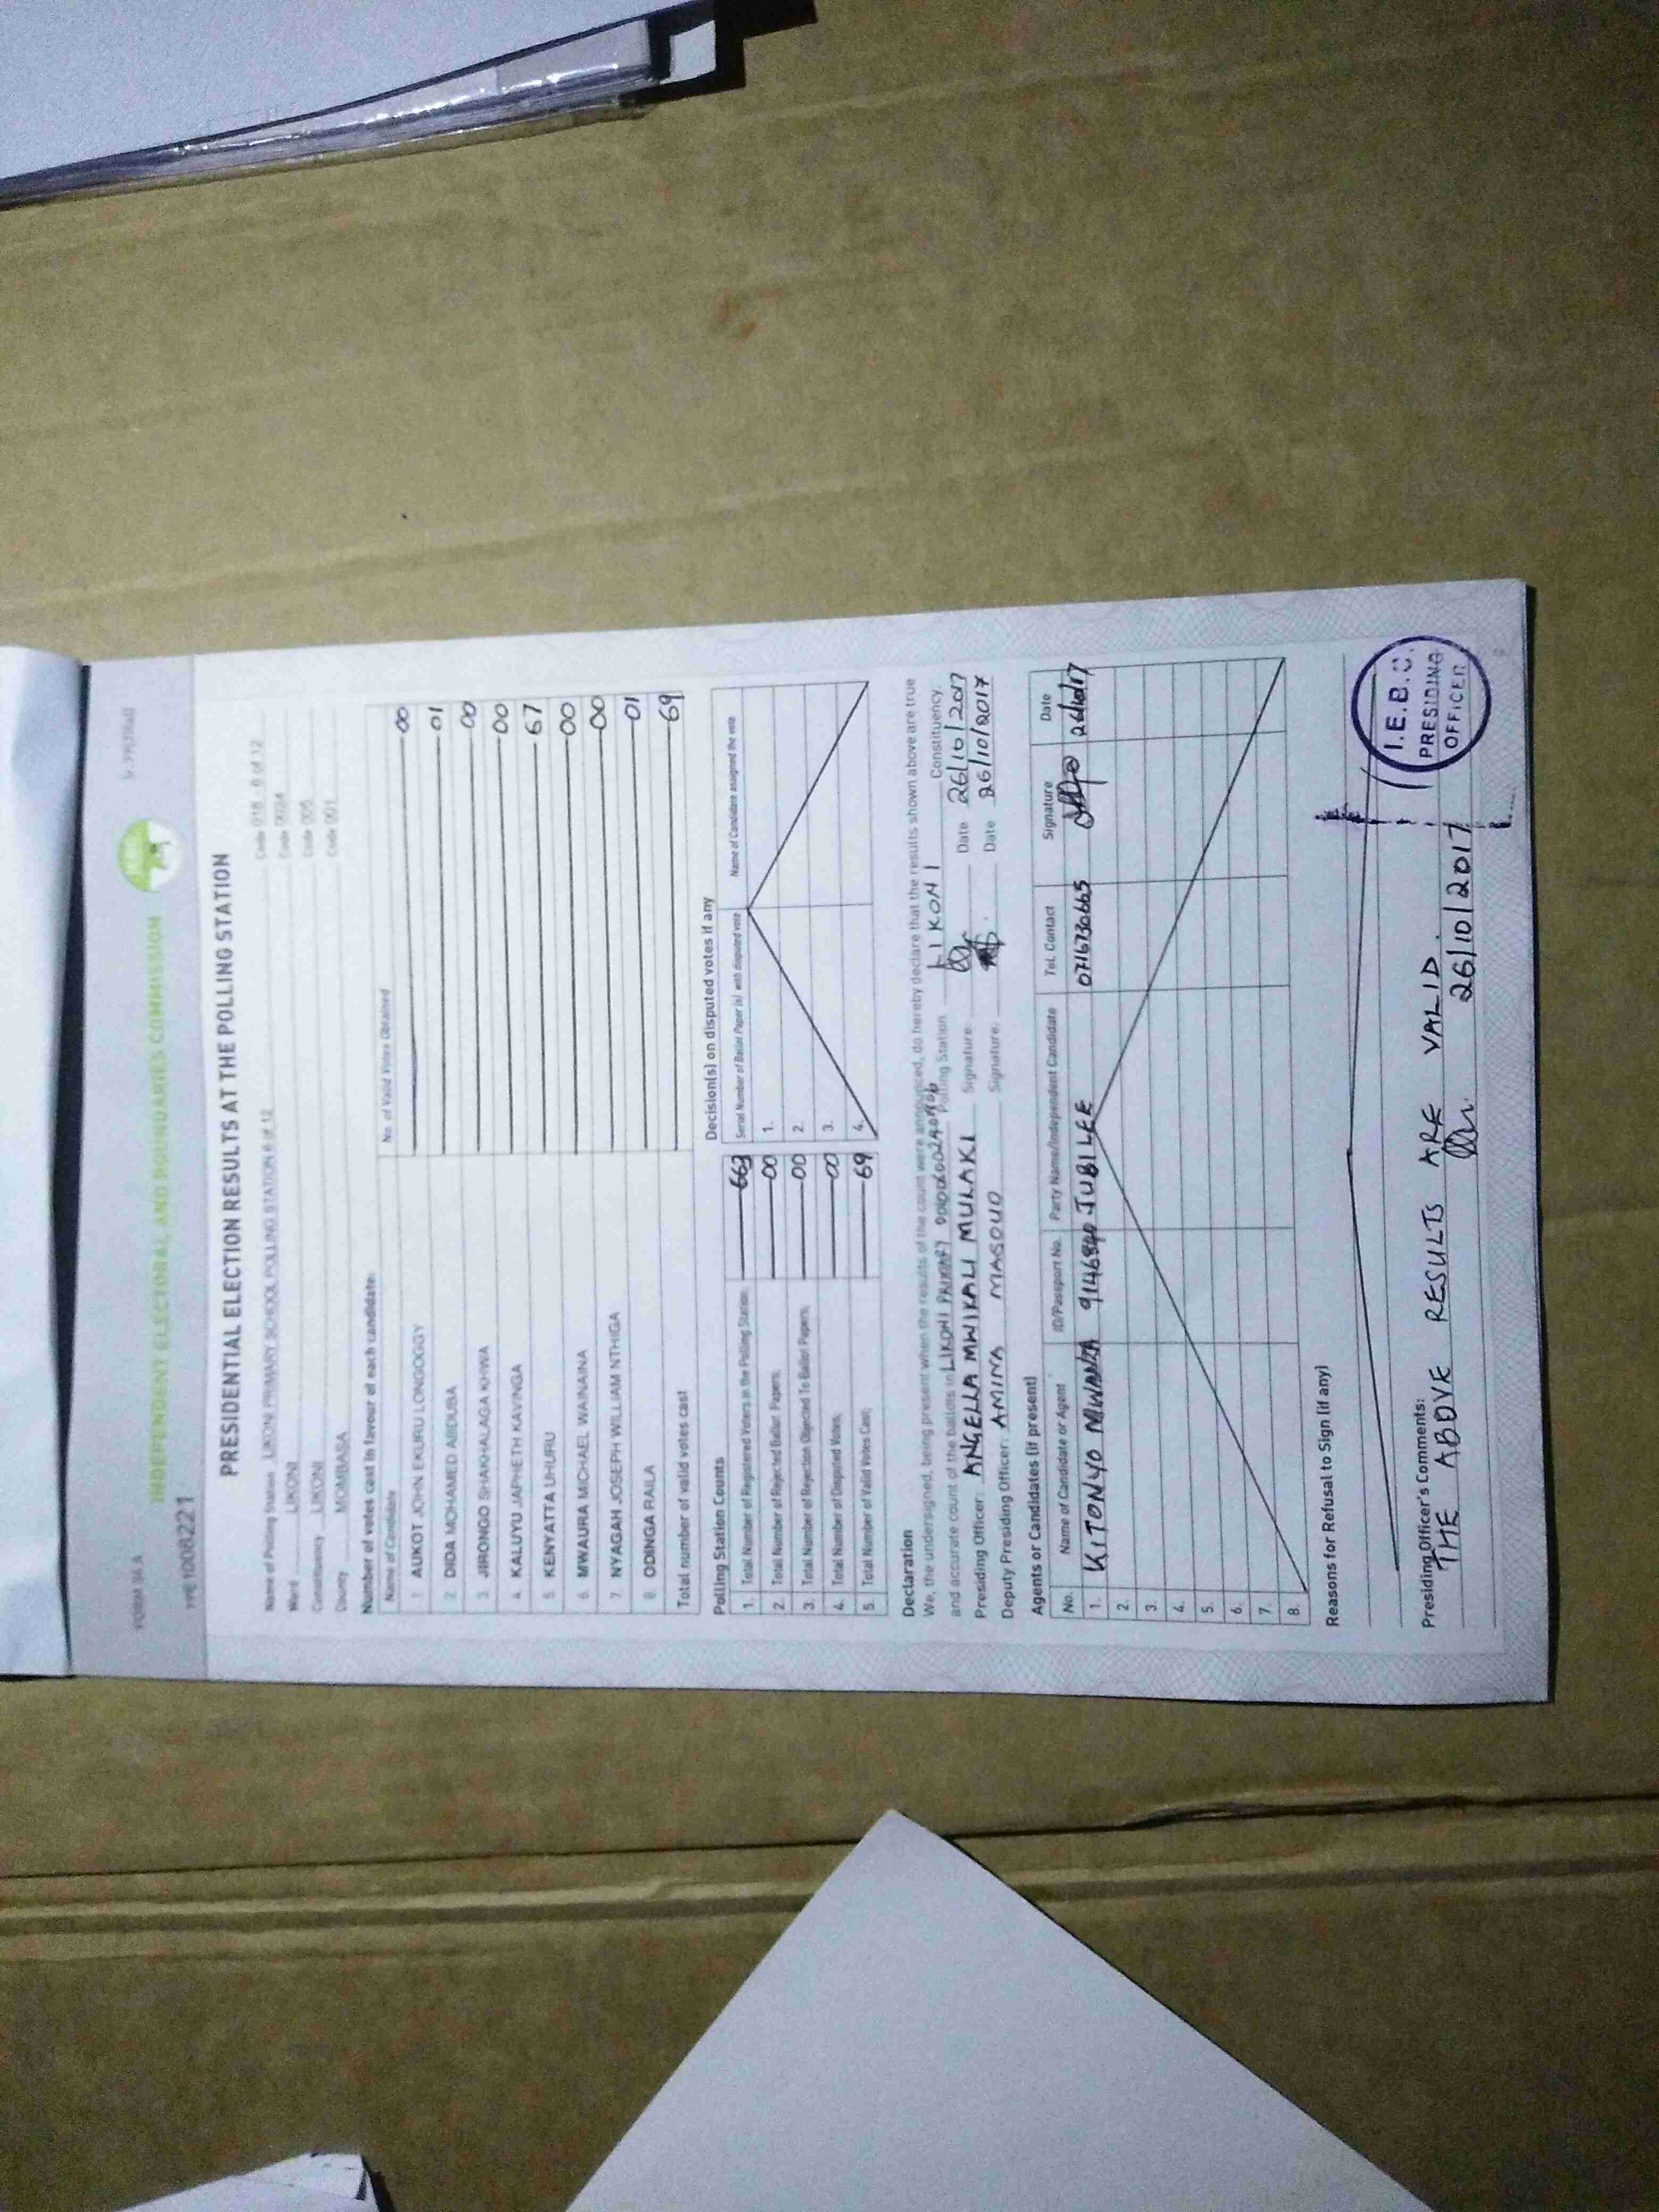 FORM 34A
INDEPENDENT ELECTORAL AND BOUNDARIES COMMISSION
PRESIDENTIAL ELECTION RESULTS AT THE POLLING STATION
Name of Polling Station LIKONI PRIMARY SCHOOL POLLING STATION 6 of 12 Code 018 6 of 12
Ward LIKONI Code 0024
Constituency LIKONI Code 005
County MOMBASA Code 001
Number of votes cast in favour of each candidate:
Name of Candidate No. of Valid Votes Obtained
1. AUKOT JOHN EKURU LONGOGGY 00
2. DIDA MOHAMED ABDUBA 01
3. JIRONGO SHAKHALAGA KHWA 00
4. KALUYU JAPHETH KAVINGA 00
5. KENYATTA UHURU 67
6. MWAURA MICHAEL WAINAINA 00
7. NYAGAH JOSEPH WILLIAM NTHIGA 00
8. ODINGA RAILA 01
Total number of valid votes cast 69
Polling Station Counts
1. Total Number of Registered Voters in the Polling Station: 663
2. Total Number of Rejected Ballot Papers; 00
3. Total Number of Rejection Objected To Ballot Papers; 00
4. Total Number of Disputed Votes; 00
5. Total Number of Valid Votes Cast; 69
Decision(s) on disputed votes if any
Serial Number of Ballot Paper (s) with disputed vote Name of Candidate assigned the vote
1.
2.
3.
4.
Declaration
We, the undersigned, being present when the results of the count were announced, do hereby declare that the results shown above are true
and accurate count of the ballots in LIKONI PRIMARY Polling Station LIKONI Constituency.
Presiding Officer: ANGELLA MWIKALI MULAKI Signature: Date 26/10/2017
Deputy Presiding Officer: AMINA MASOUD Signature: Date 26/10/2017
Agents or Candidates (if present)
No. Name of Candidate or Agent ID/Passport No. Party Name/Independent Candidate Tel. Contact Signature Date
1. KITONYO MWANZA JUBILEE 0716730665 26/10/17
2.
3.
4.
5.
6.
7.
8.
Reasons for Refusal to Sign (if any)
Presiding Officer's Comments:
THE ABOVE RESULTS ARE VALID.
26/10/2017
I.E.B.C.
PRESIDING
OFFICER